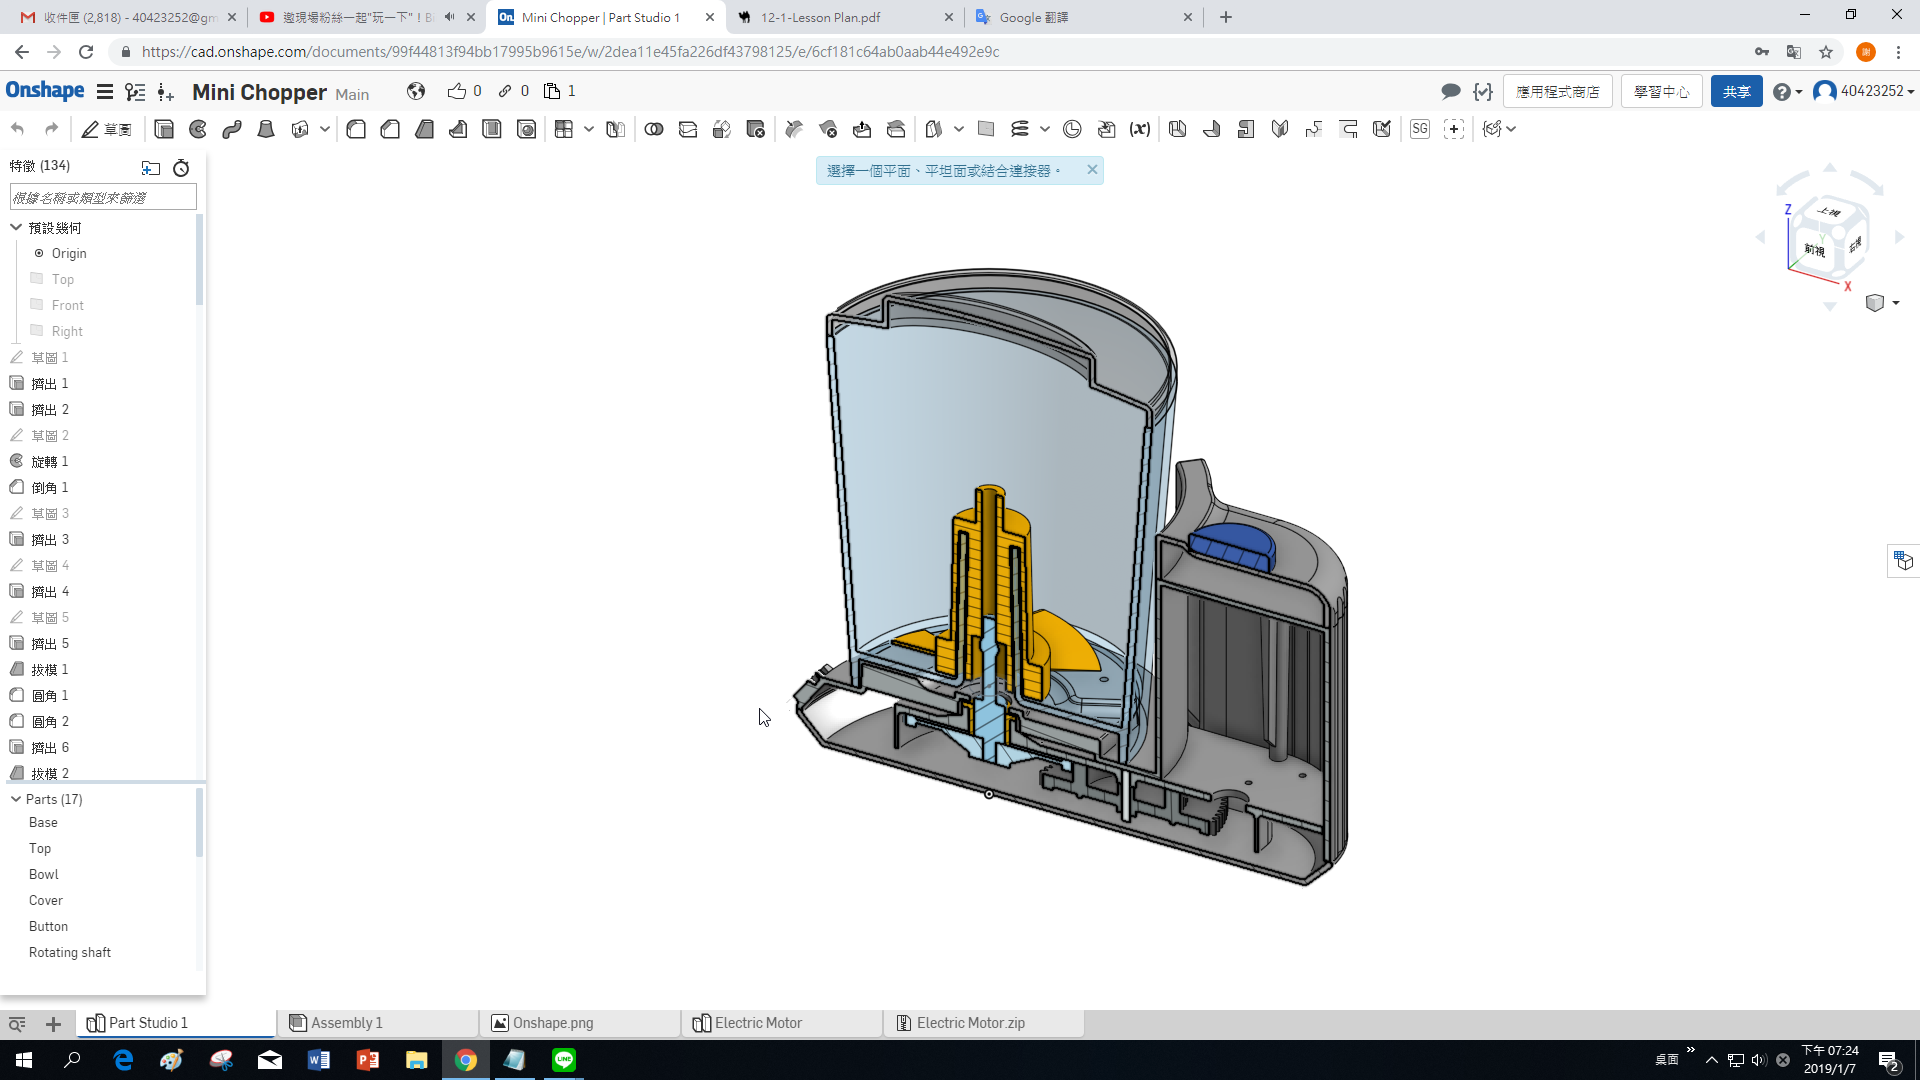 收件匣 (2,818) - 40423252@gm
邀現場粉絲一起"玩一下"！B
Mini Chopper | Part Studio 1
12-1-Lesson Plan.pdf
Google 翻譯
https://cad.onshape.com/documents/99f44813f94bb17995b9615e/w/2dea11e45fa226df43798125/e/6cf181c64ab0aab44e492e9c
謝
Onshape
Mini Chopper Main
0
0
1
應用程式商店
學習中心
共享
40423252
草圖
(x)
SG
特徵 (134)
根據名稱或類型來篩選
選擇一個平面、平坦面或結合連接器。
預設幾何
Origin
Top
Front
Right
草圖 1
擠出 1
擠出 2
草圖 2
旋轉 1
倒角 1
草圖 3
擠出 3
草圖 4
擠出 4
草圖 5
擠出 5
拔模 1
圓角 1
圓角 2
擠出 6
拔模 2
Parts (17)
Base
Top
Bowl
Cover
Button
Rotating shaft
Z
上視
Y
前視
右視
X
Part Studio 1
Assembly 1
Onshape.png
Electric Motor
Electric Motor.zip
桌面
下午 07:24
2019/1/7
2